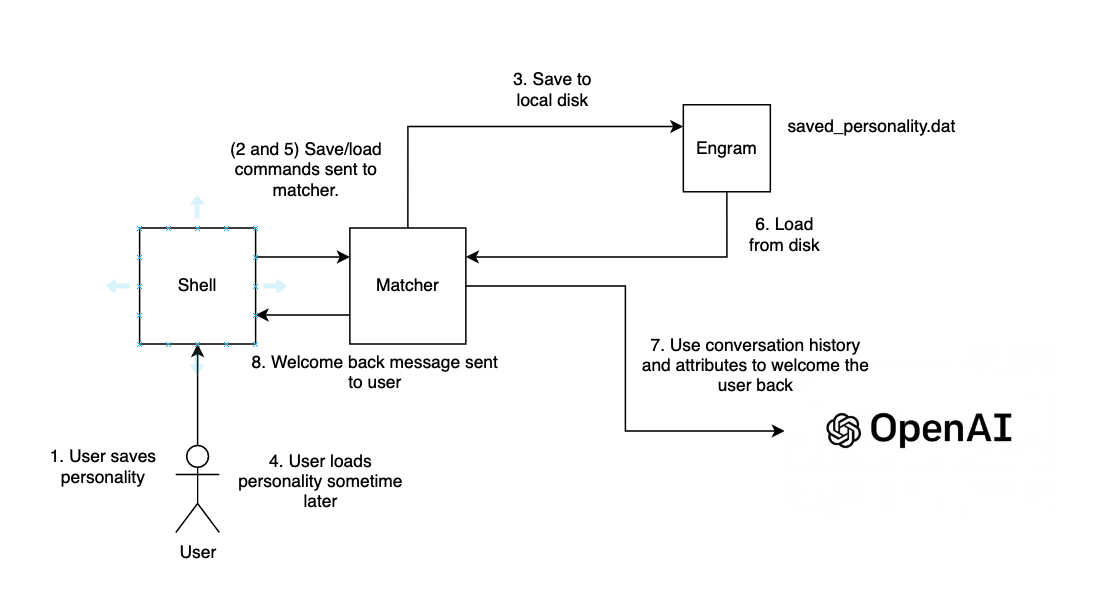 3. Save to
local disk
Engram
saved_personality.dat
(2 and 5) Save/load
commands sent to
matcher.
6. Load
from disk
Shell
Matcher
7. Use conversation history
and attributes to welcome the
user back
8. Welcome back message sent
to user
OpenAI
1. User saves
personality
4. User loads
personality sometime
later
User